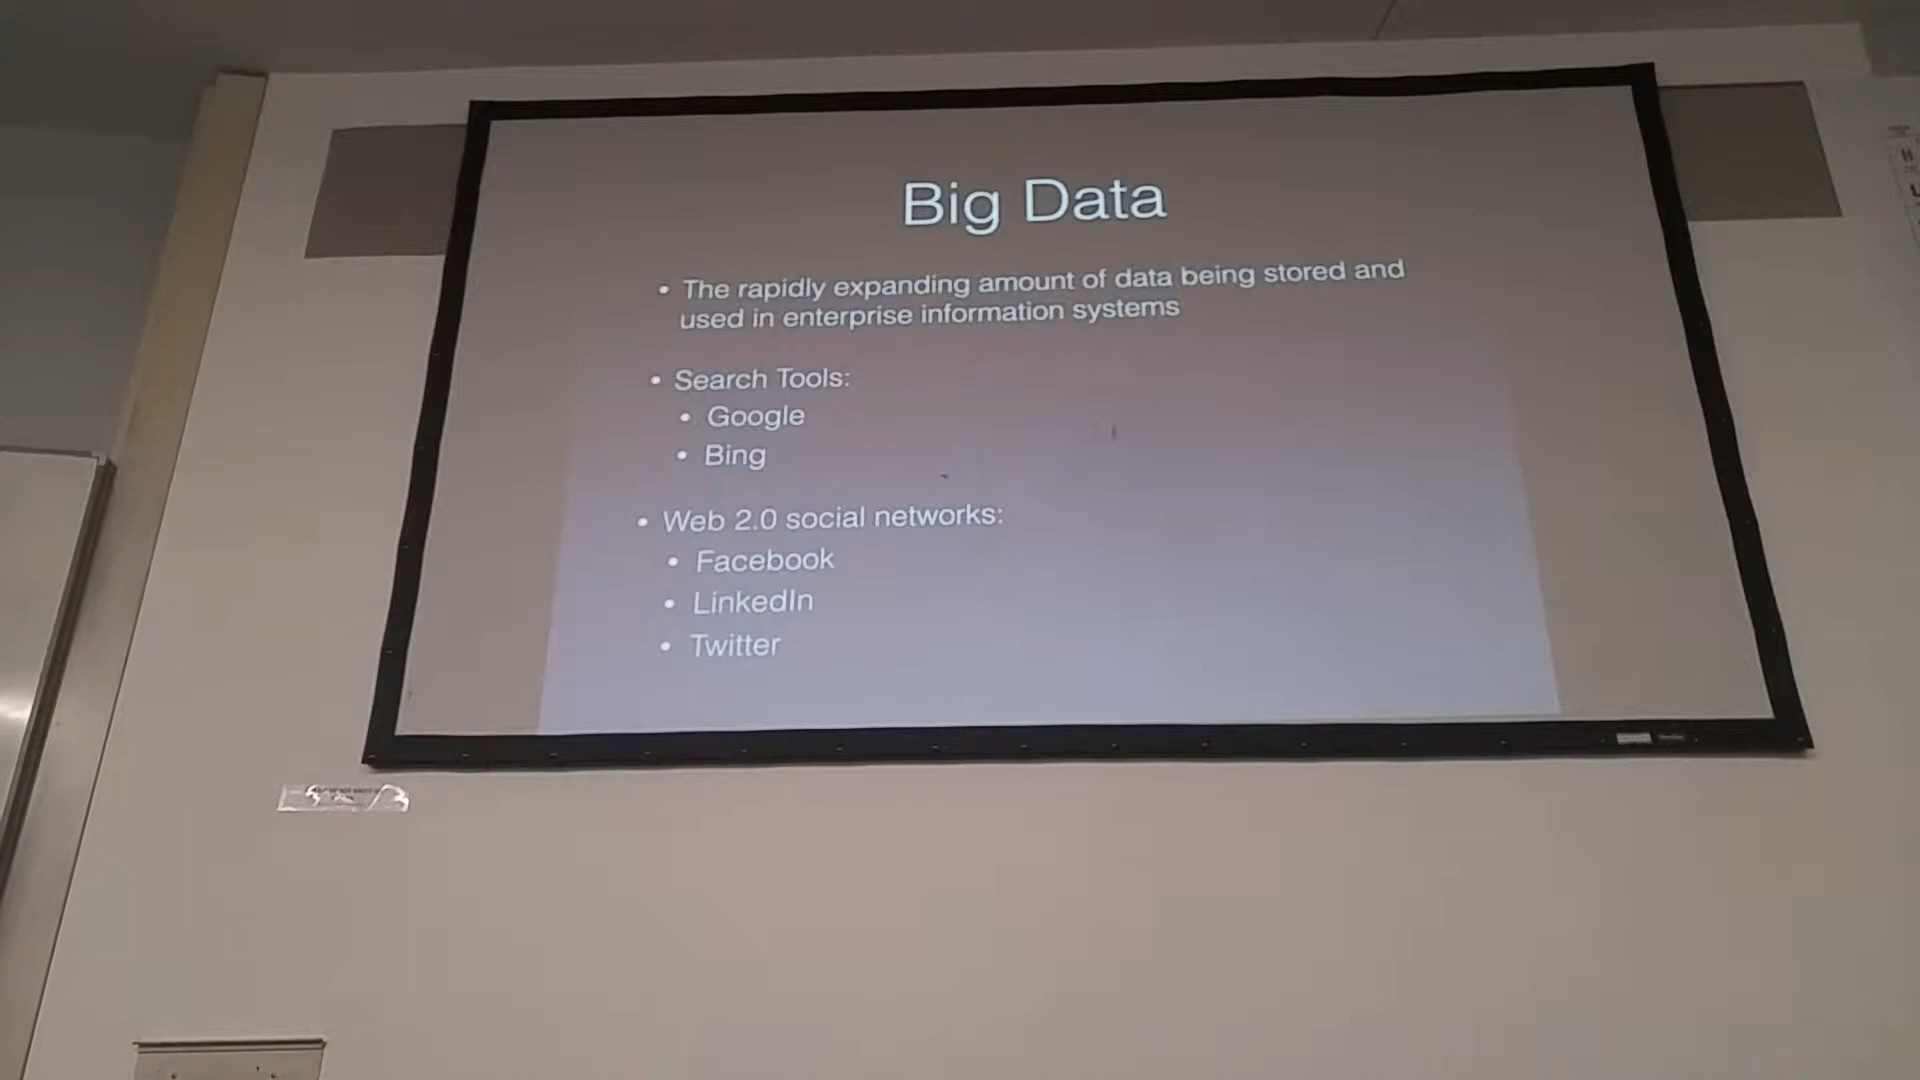 Big Data
• The rapidly expanding amount of data being stored and
used in enterprise information systems
• Search Tools:
• Google
• Bing
• Web 2.0 social networks:
• Facebook
• LinkedIn
• Twitter